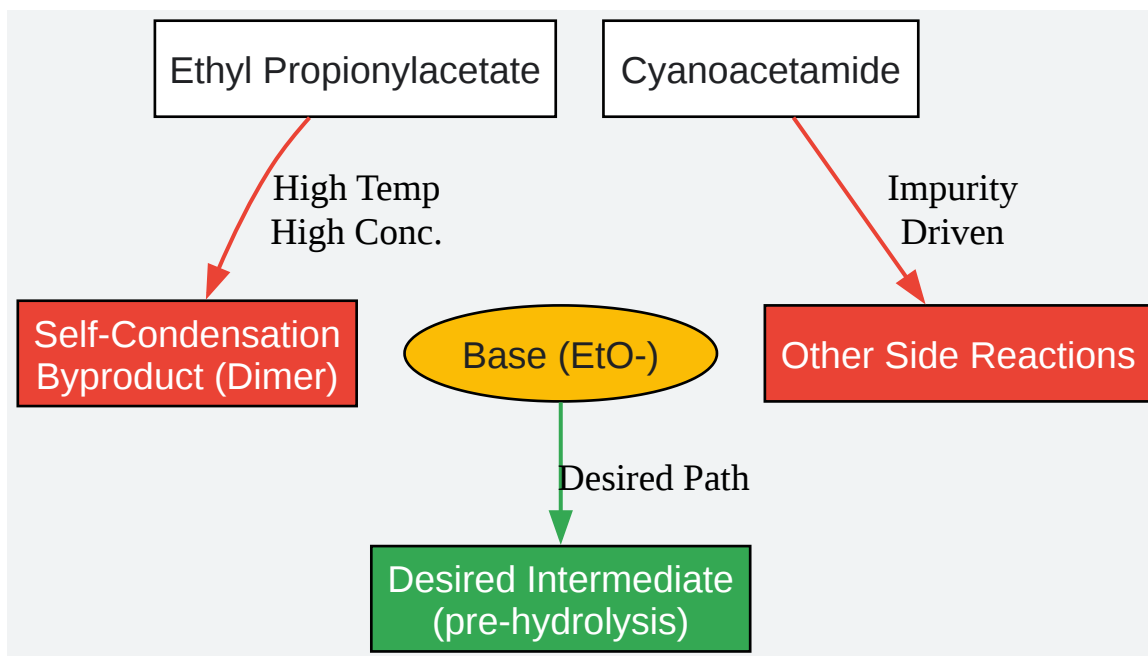 Ethyl Propionylacetate
Cyanoacetamide
High Temp
High Conc.
Impurity
Driven
Self-Condensation
Byproduct (Dimer)
Base (EtO-)
Other Side Reactions
Desired Path
Desired Intermediate
(pre-hydrolysis)